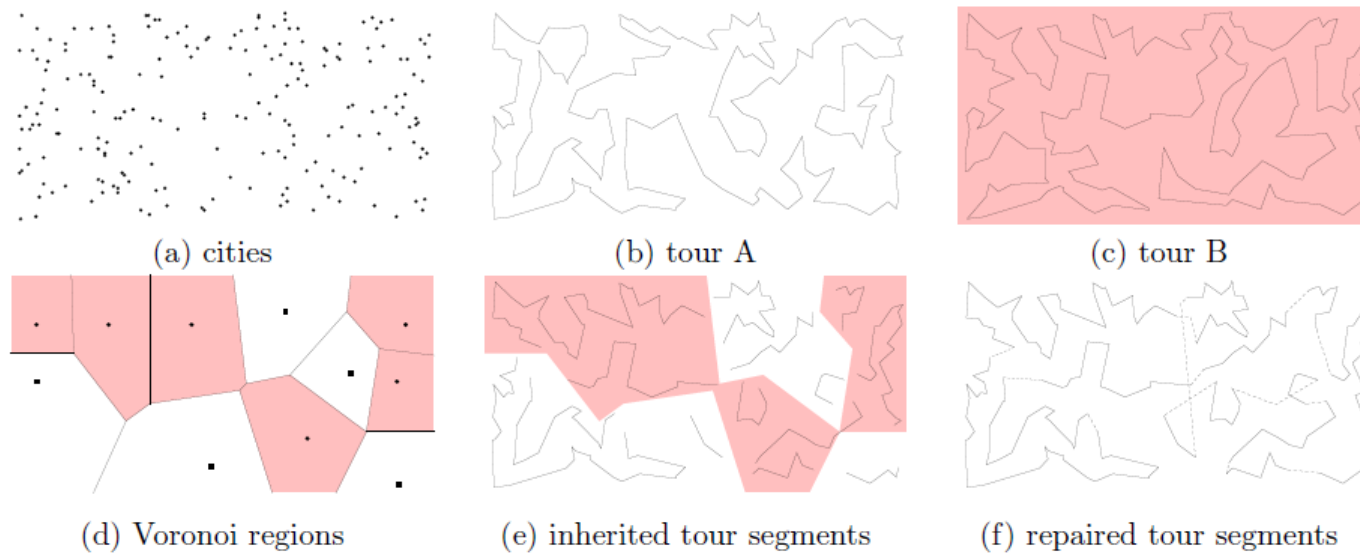 (a) cities
(b) tour A
(c) tour B
(d) Voronoi regions
(e) inherited tour segments
(f) repaired tour segments